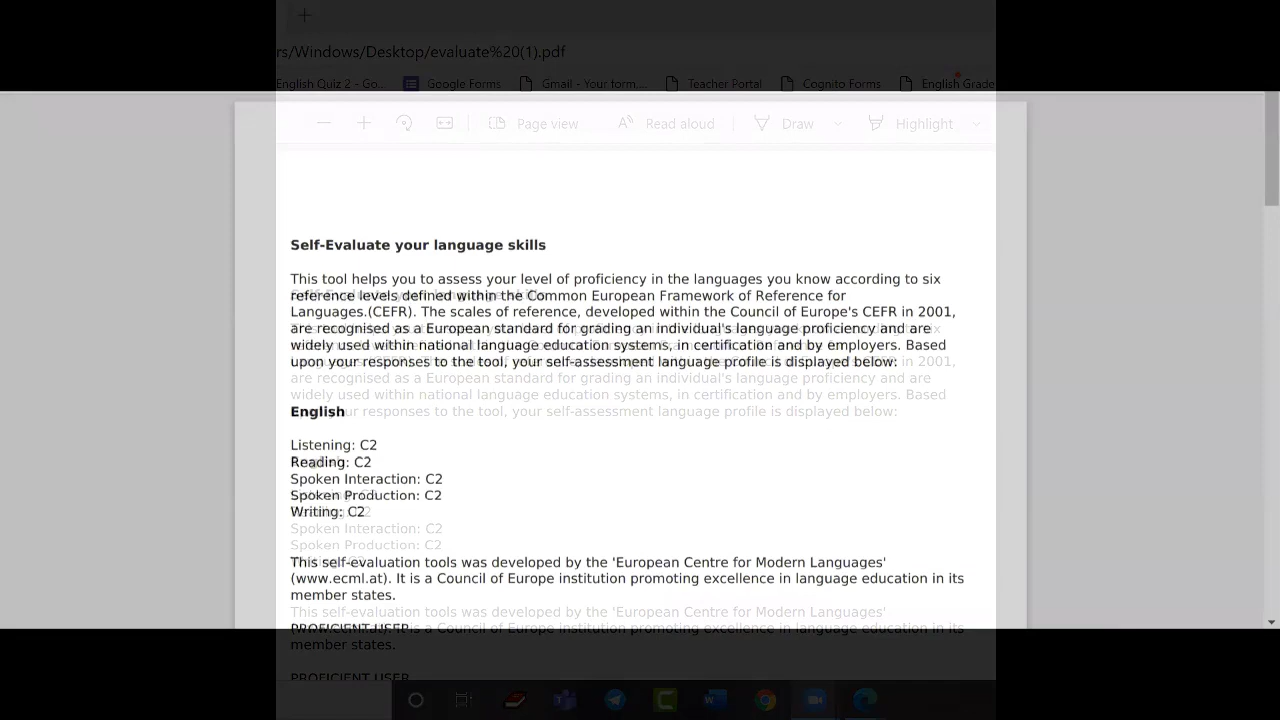 rs/Windows/Desktop/evaluate%20(1).pdf
English Quiz 2 - Go...
Google Forms
Gmail - Your form,...
Teacher Portal
Cognito Forms
English Grade
Page view
Read aloud
Draw
Highlight
Self-Evaluate your language skills
This tool helps you to assess your level of proficiency in the languages you know according to six
reference levels defined within the Common European Framework of Reference for
Languages.(CEFR). The scales of reference, developed within the Council of Europe's CEFR in 2001,
are recognised as a European standard for grading an individual's language proficiency and are
widely used within national language education systems, in certification and by employers. Based
upon your responses to the tool, your self-assessment language profile is displayed below:
English
Listening: C2
Reading: C2
Spoken Interaction: C2
Spoken Production: C2
Writing: C2
This self-evaluation tools was developed by the 'European Centre for Modern Languages'
(www.ecml.at). It is a Council of Europe institution promoting excellence in language education in its
member states.
PROFICIENT USER